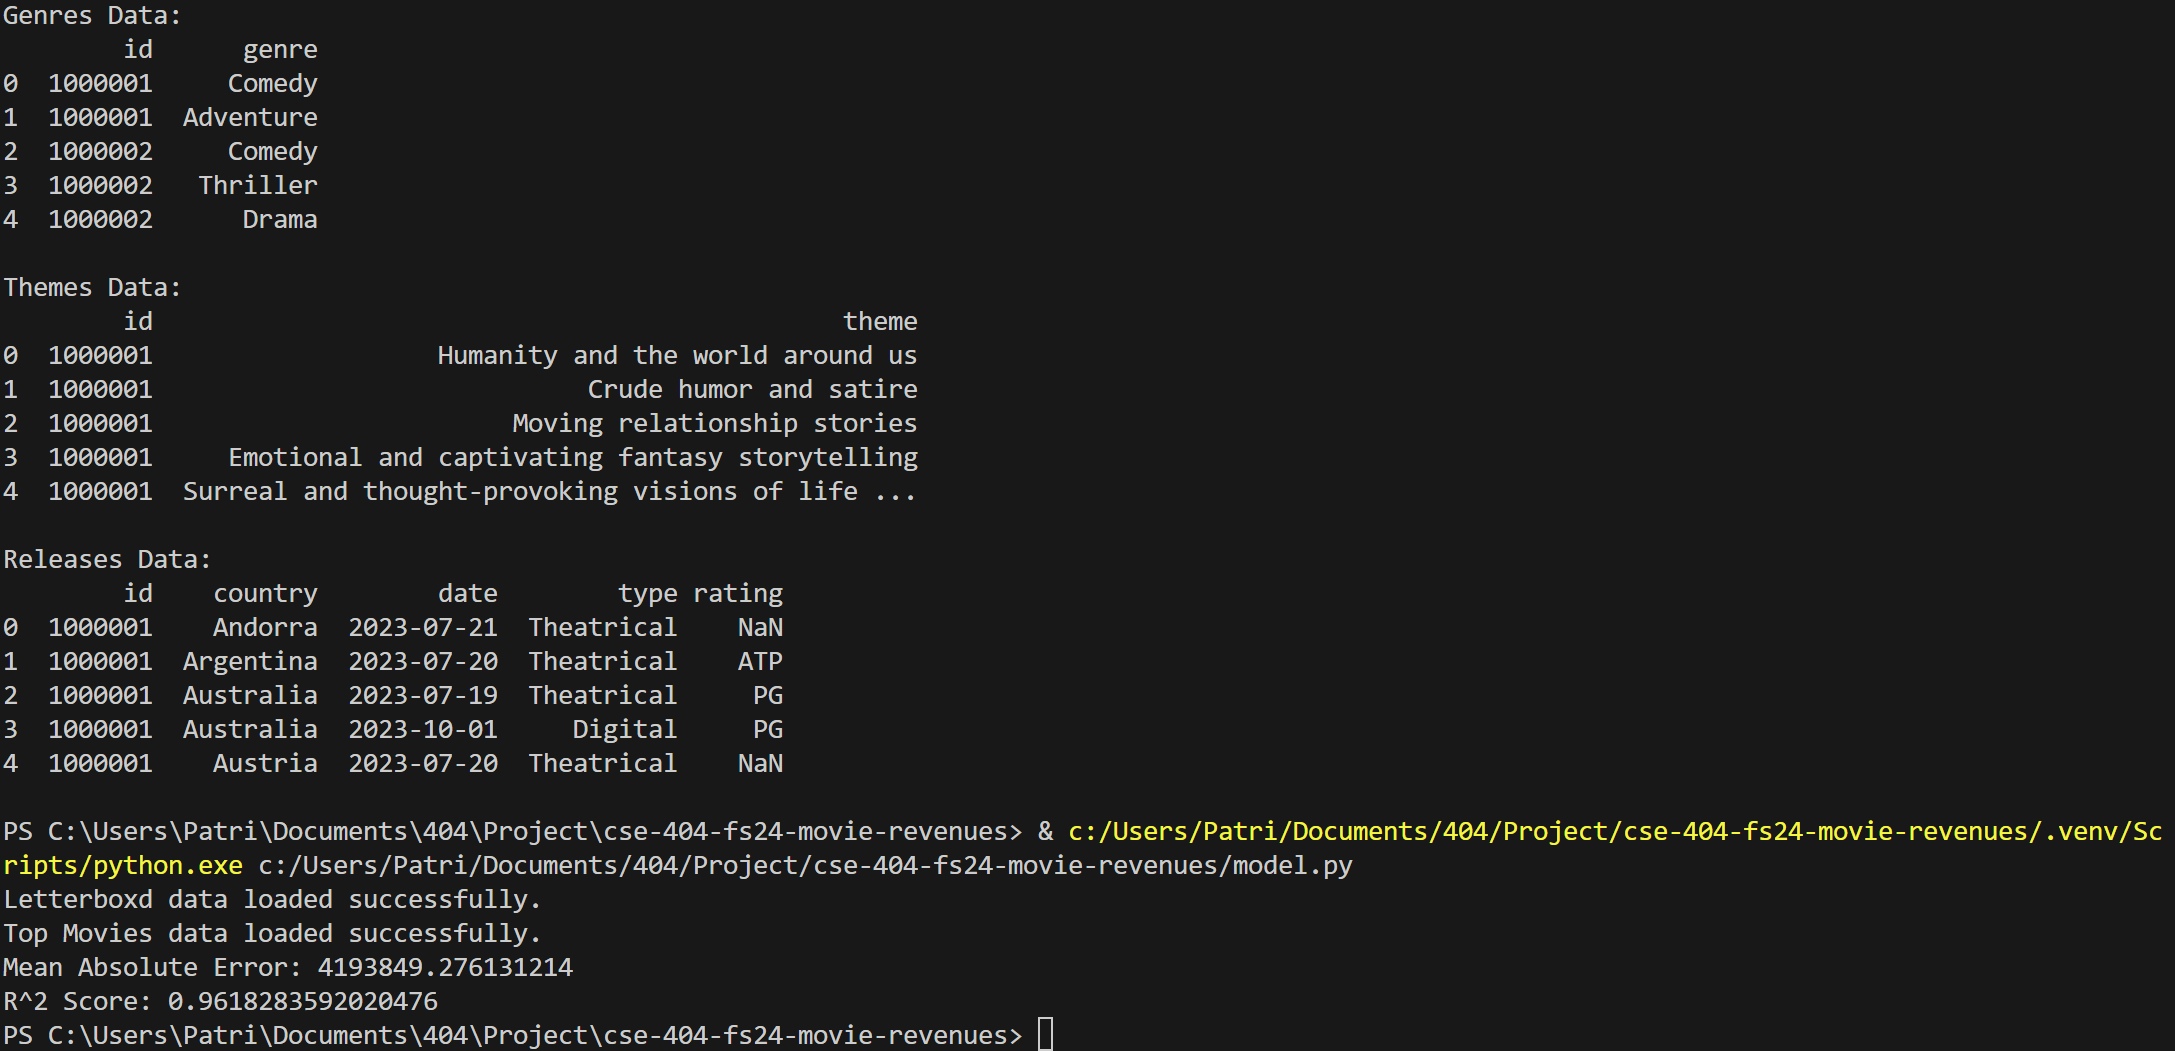 Genres Data:
        id      genre
0  1000001     Comedy
1  1000001  Adventure
2  1000002     Comedy
3  1000002   Thriller
4  1000002      Drama

Themes Data:
        id                                              theme
0  1000001                   Humanity and the world around us
1  1000001                             Crude humor and satire
2  1000001                        Moving relationship stories
3  1000001     Emotional and captivating fantasy storytelling
4  1000001  Surreal and thought-provoking visions of life ...

Releases Data:
        id    country        date        type rating
0  1000001    Andorra  2023-07-21  Theatrical    NaN
1  1000001  Argentina  2023-07-20  Theatrical    ATP
2  1000001  Australia  2023-07-19  Theatrical     PG
3  1000001  Australia  2023-10-01     Digital     PG
4  1000001    Austria  2023-07-20  Theatrical    NaN

PS C:\Users\Patri\Documents\404\Project\cse-404-fs24-movie-revenues> & c:/Users/Patri/Documents/404/Project/cse-404-fs24-movie-revenues/.venv/Sc
ripts/python.exe c:/Users/Patri/Documents/404/Project/cse-404-fs24-movie-revenues/model.py
Letterboxd data loaded successfully.
Top Movies data loaded successfully.
Mean Absolute Error: 4193849.276131214
R^2 Score: 0.9618283592020476
PS C:\Users\Patri\Documents\404\Project\cse-404-fs24-movie-revenues>